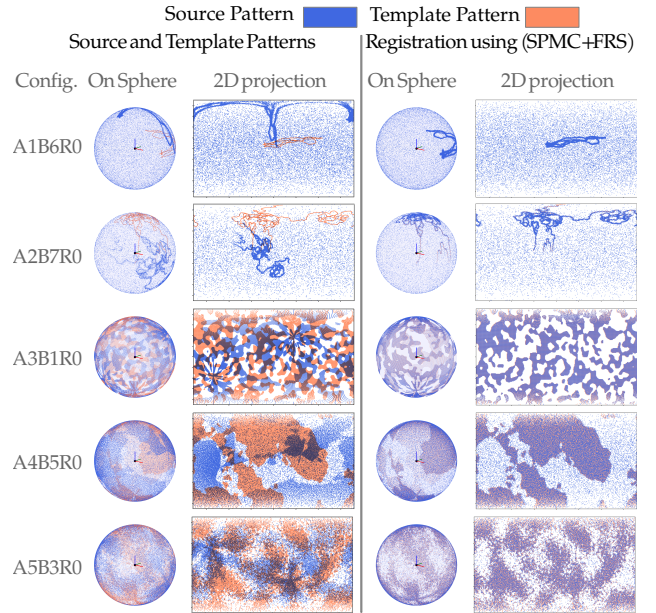 Source Pattern Template Pattern
Source and Template Patterns Registration using (SPMC+FRS)
Config. On Sphere 2D projection On Sphere 2D projection
A1B6R0
A2B7R0
A3B1R0
A4B5R0
A5B3R0